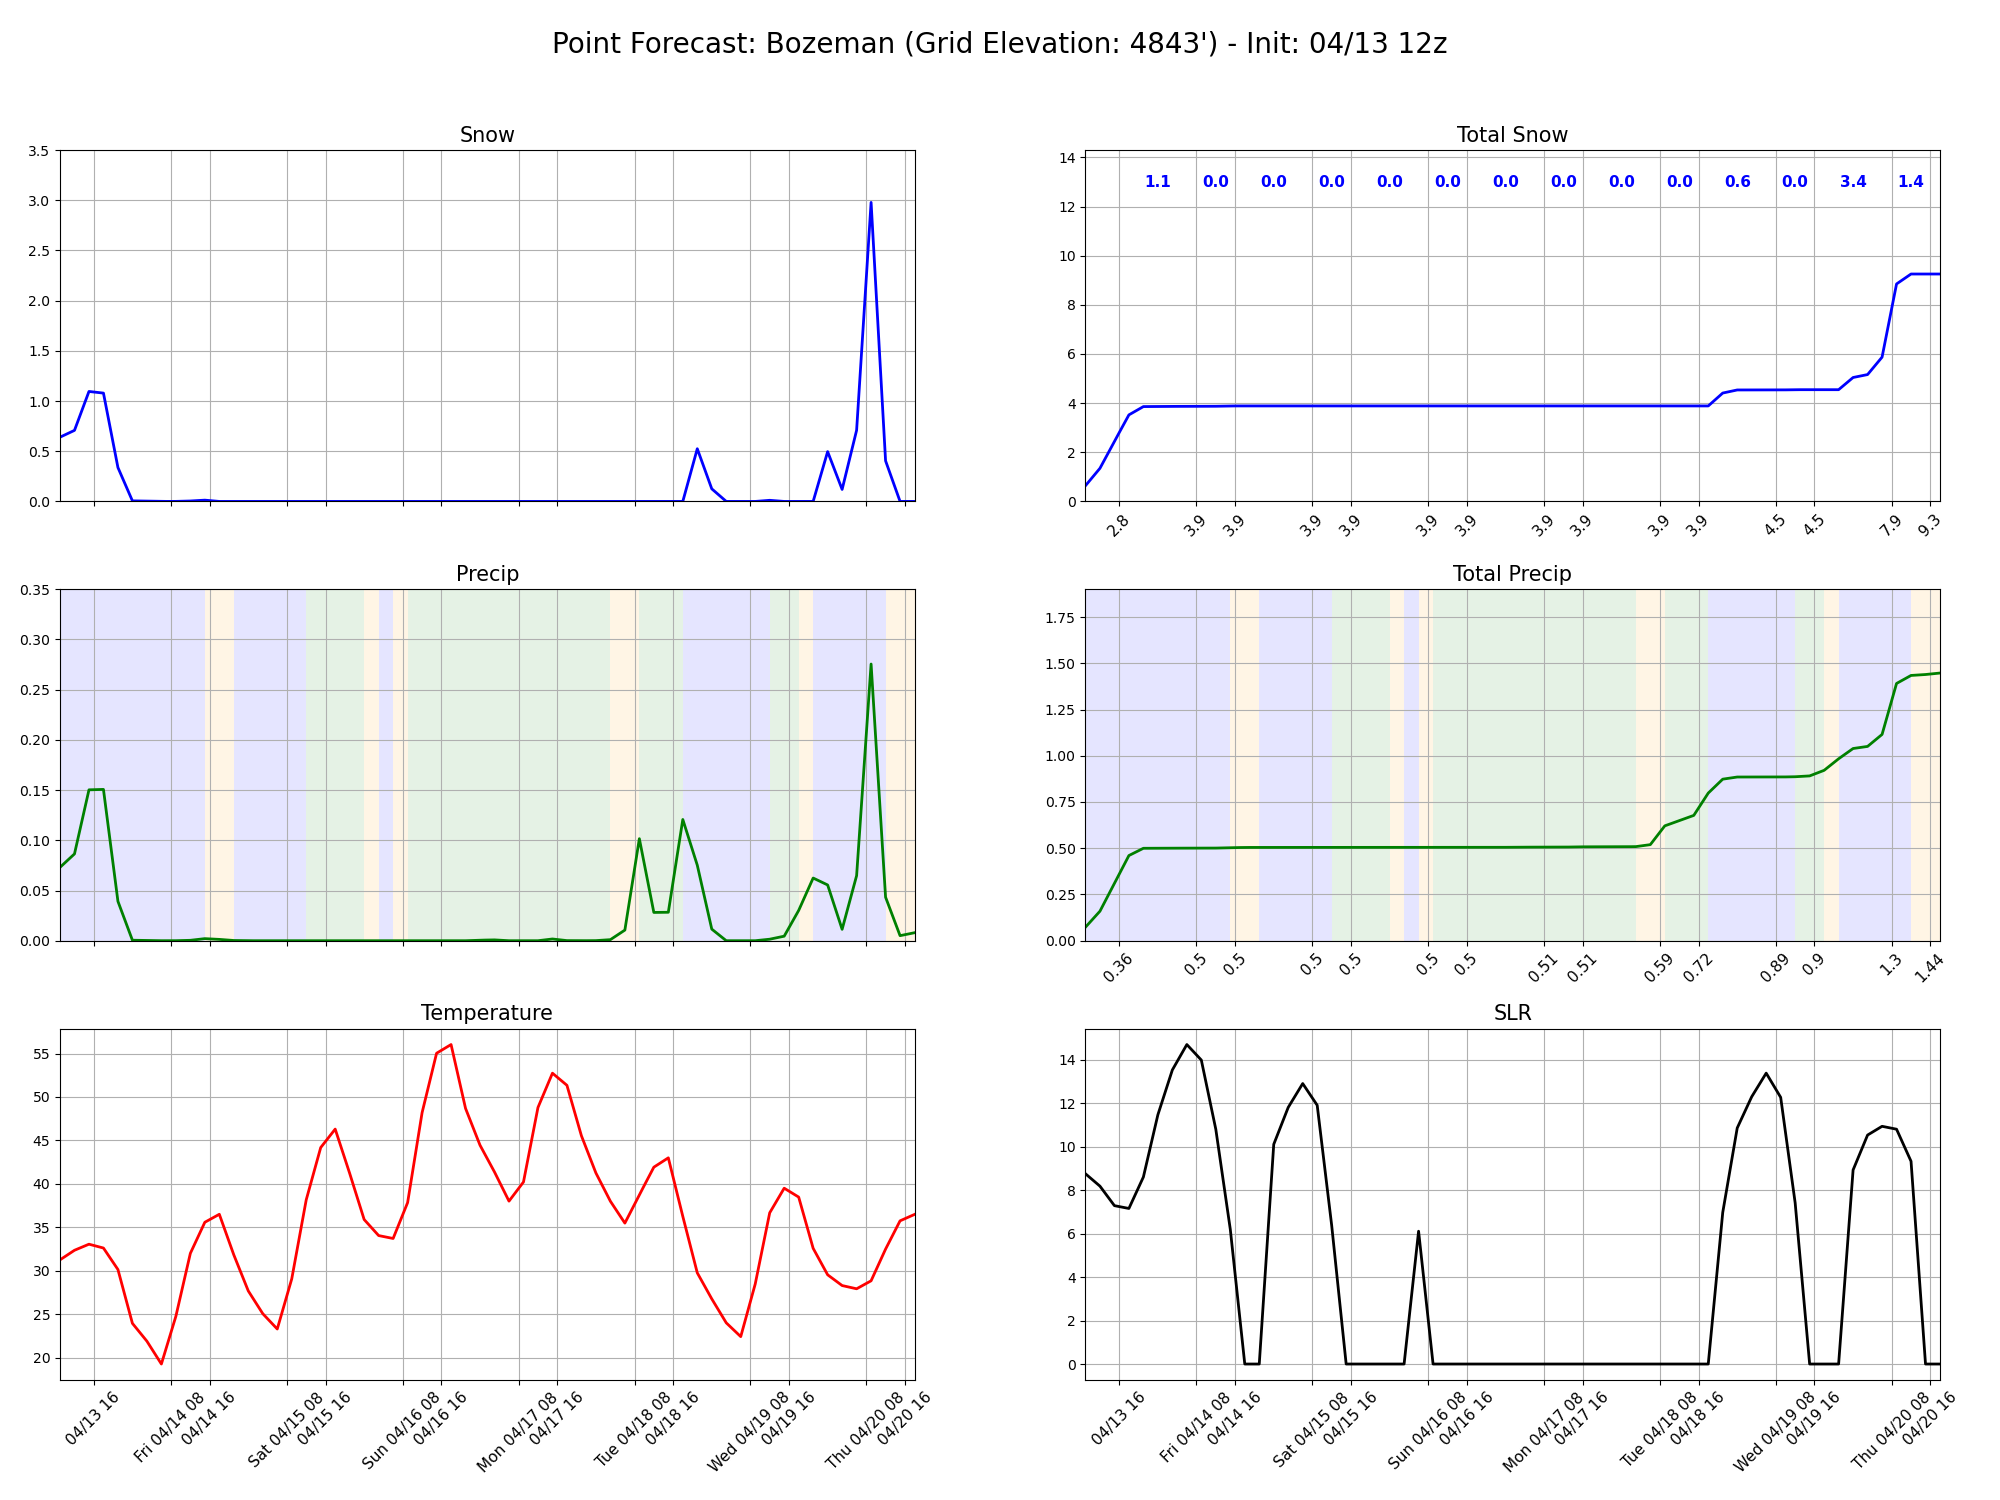 Point Forecast: Bozeman (Grid Elevation: 4843') - Init: 04/13 12z
Snow
3.5
3.0
2.5
2.0
1.5
1.0
0.5
0.0
Total Snow
14
12
10
8
6
4
2
0
1.1 0.0 0.0 0.0 0.0 0.0 0.0 0.0 0.0 0.0 0.6 0.0 3.4 1.4
2.8 3.9 3.9 3.9 3.9 3.9 3.9 3.9 3.9 3.9 3.9 4.5 4.5 7.9 9.3
Precip
0.35
0.30
0.25
0.20
0.15
0.10
0.05
0.00
Total Precip
1.75
1.50
1.25
1.00
0.75
0.50
0.25
0.00
0.36 0.5 0.5 0.5 0.5 0.5 0.5 0.51 0.51 0.59 0.72 0.89 0.9 1.3 1.44
Temperature
55
50
45
40
35
30
25
20
04/13 16
Fri 04/14 08
04/14 16
Sat 04/15 08
04/15 16
Sun 04/16 08
04/16 16
Mon 04/17 08
04/17 16
Tue 04/18 08
04/18 16
Wed 04/19 08
04/19 16
Thu 04/20 08
04/20 16
SLR
14
12
10
8
6
4
2
0
04/13 16
Fri 04/14 08
04/14 16
Sat 04/15 08
04/15 16
Sun 04/16 08
04/16 16
Mon 04/17 08
04/17 16
Tue 04/18 08
04/18 16
Wed 04/19 08
04/19 16
Thu 04/20 08
04/20 16